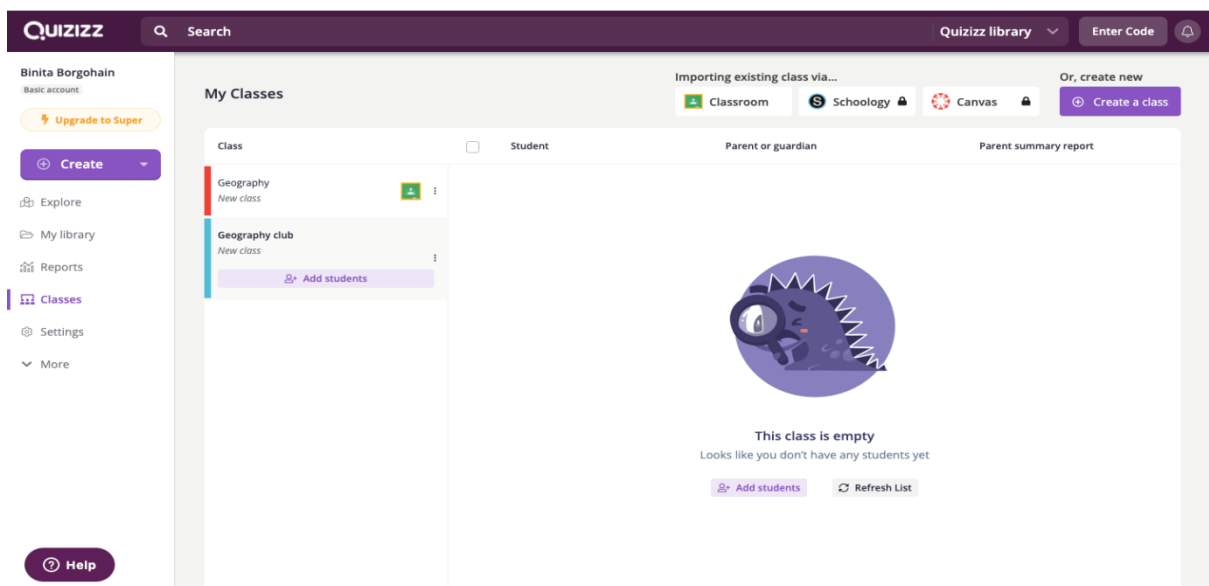 Quizizz
Search
Quizizz library
Enter Code
Binita Borgohain
Basic account
Upgrade to Super
Create
Explore
My library
Reports
Classes
Settings
More
Help
My Classes
Importing existing class via...
Classroom
Schoology
Canvas
Or, create new
Create a class
Class
Student
Parent or guardian
Parent summary report
Geography
New class
Geography club
New class
Add students
This class is empty
Looks like you don't have any students yet
Add students
Refresh List